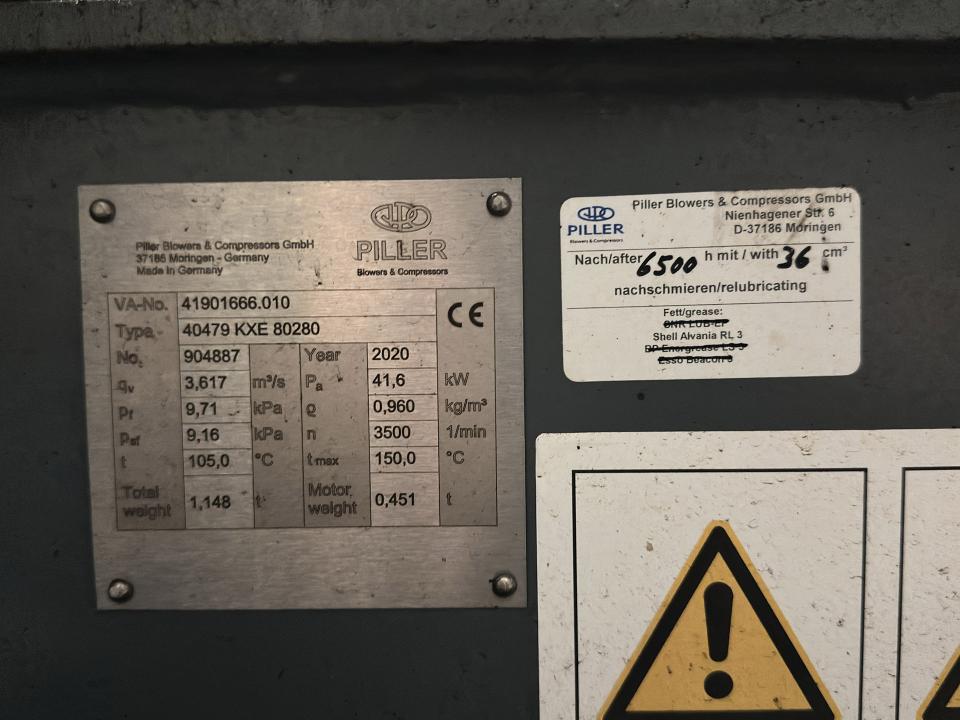 PILLER
Blowers & Compressors
Piller Blowers & Compressors GmbH
37186 Moringen - Germany
Made in Germany
VA-No. 41901666.010
Type 40479 KXE 80280
CE
No. 904887 Year 2020
qv 3,617 m³/s Pa 41,6 kW
pt 9,71 kPa ϱ 0,960 kg/m³
psf 9,16 kPa n 3500 1/min
t 105,0 °C t max 150,0 °C
Total weight 1,148 t Motor weight 0,451 t
PILLER
Blowers & Compressors
Piller Blowers & Compressors GmbH
Nienhagener Str. 6
D-37186 Moringen
Nach/after 6500 h mit / with 36 cm³
nachschmieren/relubricating
Fett/grease:
SNR LUB-EP
Shell Alvania RL 3
BP Energrease LS 3
Esso Beacon 3